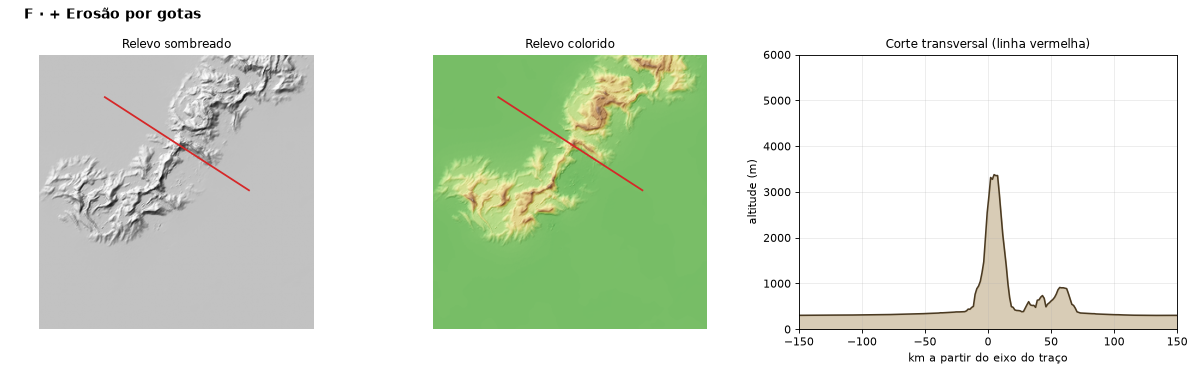 F · + Erosão por gotas
Relevo sombreado
Relevo colorido
Corte transversal (linha vermelha)
altitude (m)
6000
5000
4000
3000
2000
1000
0
−150
−100
−50
0
50
100
150
km a partir do eixo do traço